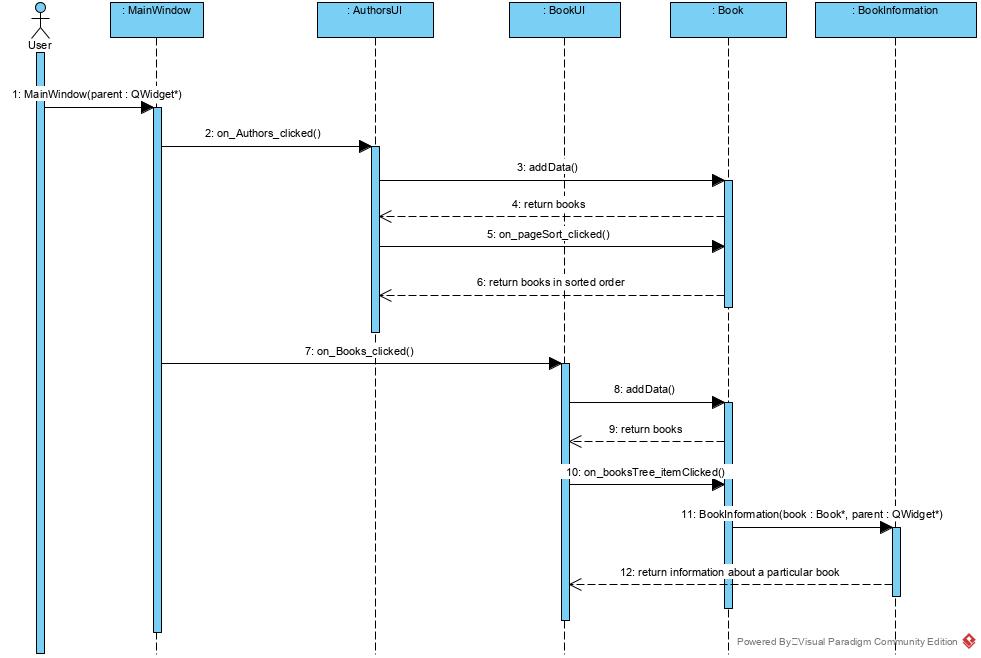 : MainWindow
: AuthorsUI
: BookUI
: Book
: BookInformation
User
1: MainWindow(parent : QWidget*)
2: on_Authors_clicked()
3: addData()
4: return books
5: on_pageSort_clicked()
6: return books in sorted order
7: on_Books_clicked()
8: addData()
9: return books
10: on_booksTree_itemClicked()
11: BookInformation(book : Book*, parent : QWidget*)
12: return information about a particular book
Powered By Visual Paradigm Community Edition